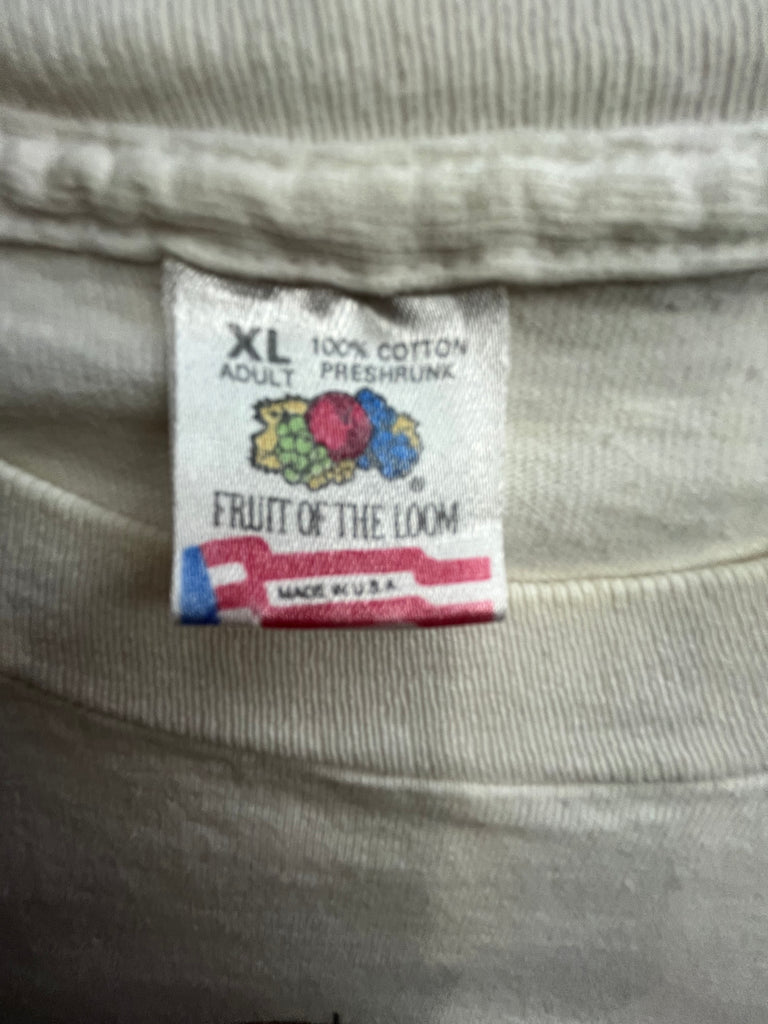 XL 100% COTTON
ADULT PRESHRUNK
®
FRUIT OF THE LOOM
MADE IN U.S.A.